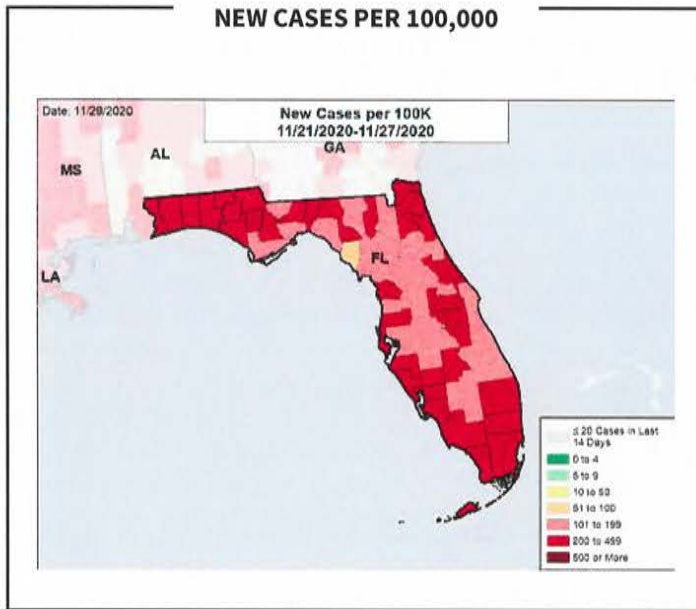 NEW CASES PER 100,000
Date: 11/29/2020
New Cases per 100K
11/21/2020-11/27/2020
MS
AL
GA
LA
FL
≤ 20 Cases in Last
14 Days
0 to 4
5 to 9
10 to 50
51 to 100
101 to 199
200 to 499
500 or More